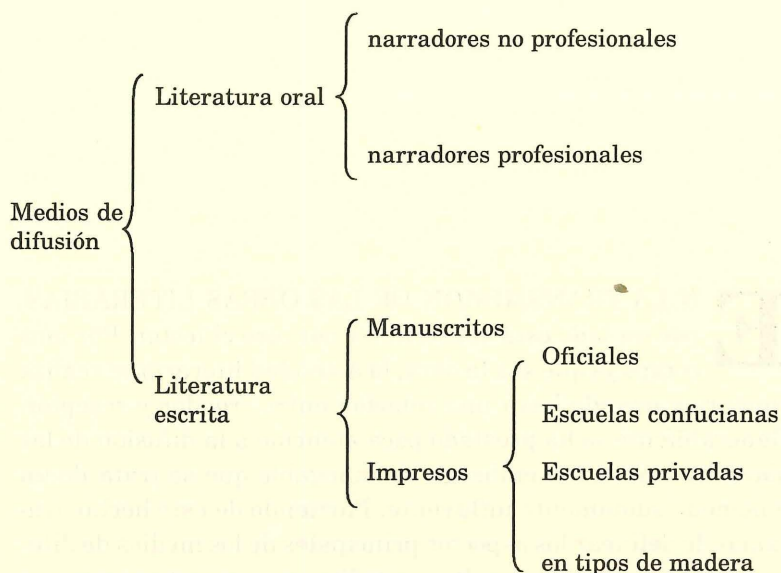 narradores no profesionales
Literatura oral
narradores profesionales
Medios de
difusión
Manuscritos
Oficiales
Literatura
escrita
Escuelas confucianas
Impresos
Escuelas privadas
en tipos de madera